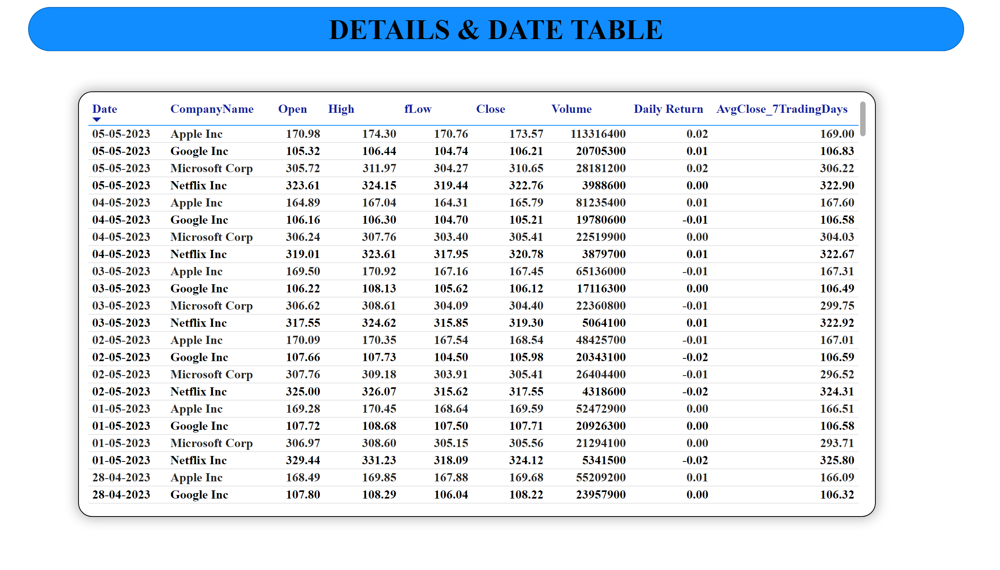 DETAILS & DATE TABLE
Date CompanyName Open High fLow Close Volume Daily Return AvgClose_7TradingDays
05-05-2023 Apple Inc 170.98 174.30 170.76 173.57 113316400 0.02 169.00
05-05-2023 Google Inc 105.32 106.44 104.74 106.21 20705300 0.01 106.83
05-05-2023 Microsoft Corp 305.72 311.97 304.27 310.65 28181200 0.02 306.22
05-05-2023 Netflix Inc 323.61 324.15 319.44 322.76 3988600 0.00 322.90
04-05-2023 Apple Inc 164.89 167.04 164.31 165.79 81235400 0.01 167.60
04-05-2023 Google Inc 106.16 106.30 104.70 105.21 19780600 -0.01 106.58
04-05-2023 Microsoft Corp 306.24 307.76 303.40 305.41 22519900 0.00 304.03
04-05-2023 Netflix Inc 319.01 323.61 317.95 320.78 3879700 0.01 322.67
03-05-2023 Apple Inc 169.50 170.92 167.16 167.45 65136000 -0.01 167.31
03-05-2023 Google Inc 106.22 108.13 105.62 106.12 17116300 0.00 106.49
03-05-2023 Microsoft Corp 306.62 308.61 304.09 304.40 22360800 -0.01 299.75
03-05-2023 Netflix Inc 317.55 324.62 315.85 319.30 5064100 0.01 322.92
02-05-2023 Apple Inc 170.09 170.35 167.54 168.54 48425700 -0.01 167.01
02-05-2023 Google Inc 107.66 107.73 104.50 105.98 20343100 -0.02 106.59
02-05-2023 Microsoft Corp 307.76 309.18 303.91 305.41 26404400 -0.01 296.52
02-05-2023 Netflix Inc 325.00 326.07 315.62 317.55 4318600 -0.02 324.31
01-05-2023 Apple Inc 169.28 170.45 168.64 169.59 52472900 0.00 166.51
01-05-2023 Google Inc 107.72 108.68 107.50 107.71 20926300 0.00 106.58
01-05-2023 Microsoft Corp 306.97 308.60 305.15 305.56 21294100 0.00 293.71
01-05-2023 Netflix Inc 329.44 331.23 318.09 324.12 5341500 -0.02 325.80
28-04-2023 Apple Inc 168.49 169.85 167.88 169.68 55209200 0.01 166.09
28-04-2023 Google Inc 107.80 108.29 106.04 108.22 23957900 0.00 106.32